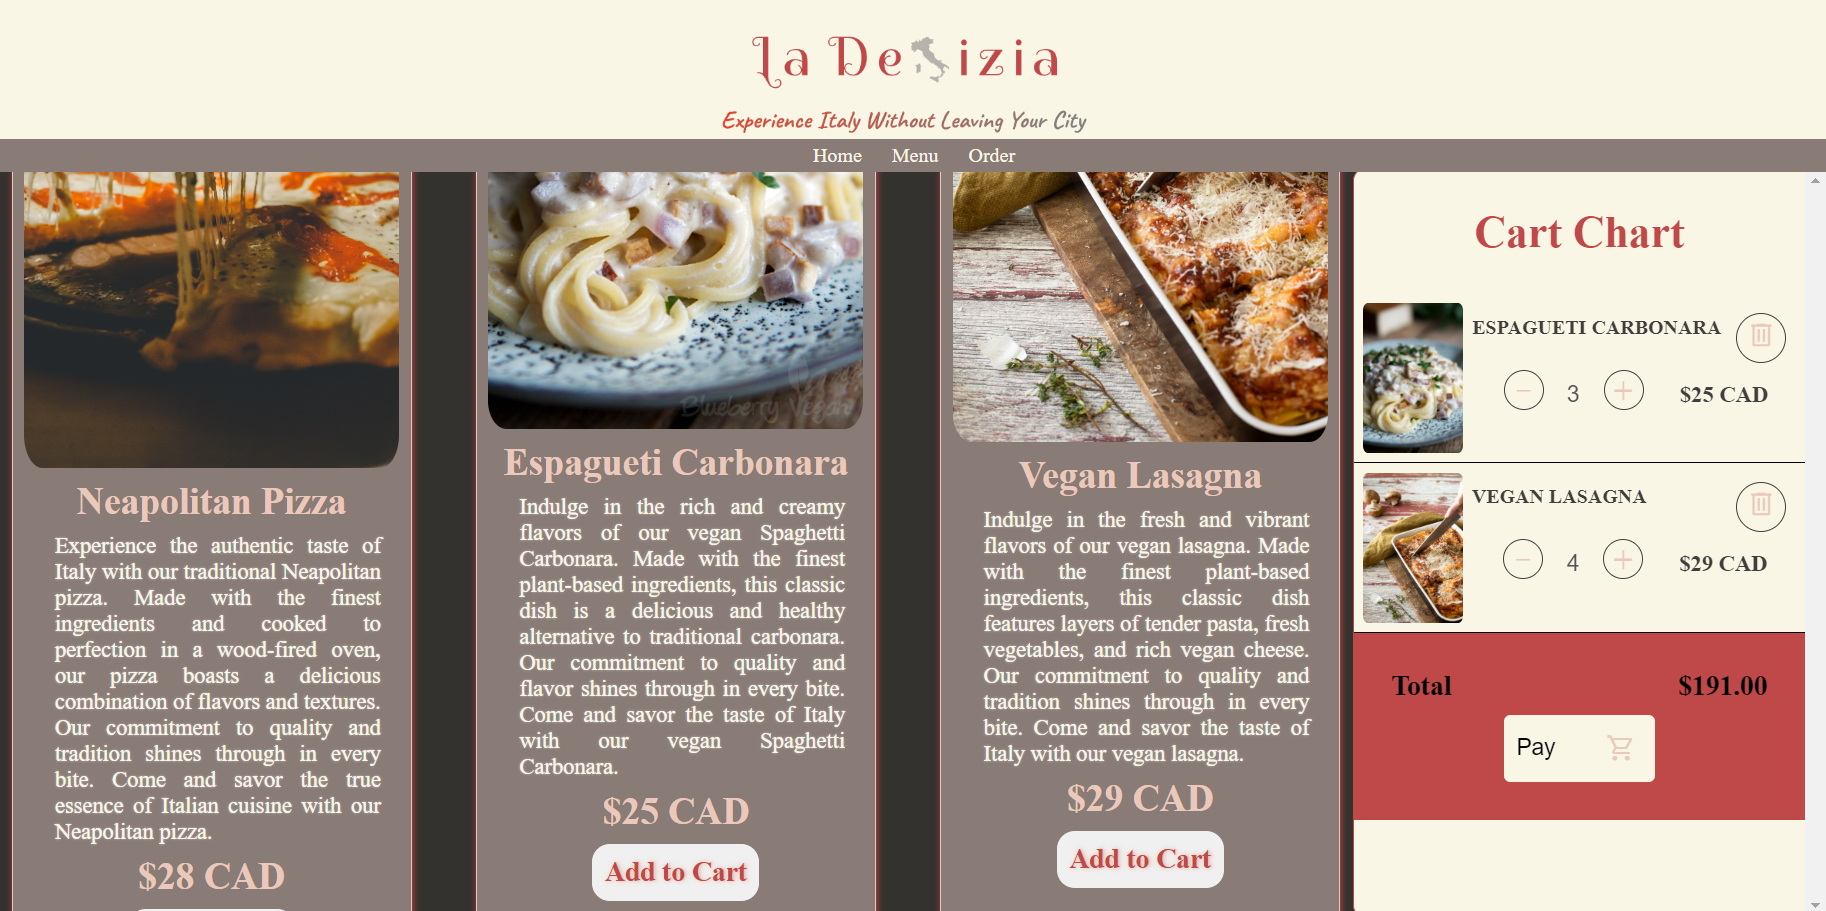 La De izia
Experience Italy Without Leaving Your City
Home Menu Order
Neapolitan Pizza
Experience the authentic taste of
Italy with our traditional Neapolitan
pizza. Made with the finest
ingredients and cooked to
perfection in a wood-fired oven,
our pizza boasts a delicious
combination of flavors and textures.
Our commitment to quality and
tradition shines through in every
bite. Come and savor the true
essence of Italian cuisine with our
Neapolitan pizza.
$28 CAD
Blueberry Vegan
Espagueti Carbonara
Indulge in the rich and creamy
flavors of our vegan Spaghetti
Carbonara. Made with the finest
plant-based ingredients, this classic
dish is a delicious and healthy
alternative to traditional carbonara.
Our commitment to quality and
flavor shines through in every bite.
Come and savor the taste of Italy
with our vegan Spaghetti
Carbonara.
$25 CAD
Add to Cart
Vegan Lasagna
Indulge in the fresh and vibrant
flavors of our vegan lasagna. Made
with the finest plant-based
ingredients, this classic dish
features layers of tender pasta, fresh
vegetables, and rich vegan cheese.
Our commitment to quality and
tradition shines through in every
bite. Come and savor the taste of
Italy with our vegan lasagna.
$29 CAD
Add to Cart
Cart Chart
ESPAGUETI CARBONARA
3 $25 CAD
VEGAN LASAGNA
4 $29 CAD
Total $191.00
Pay